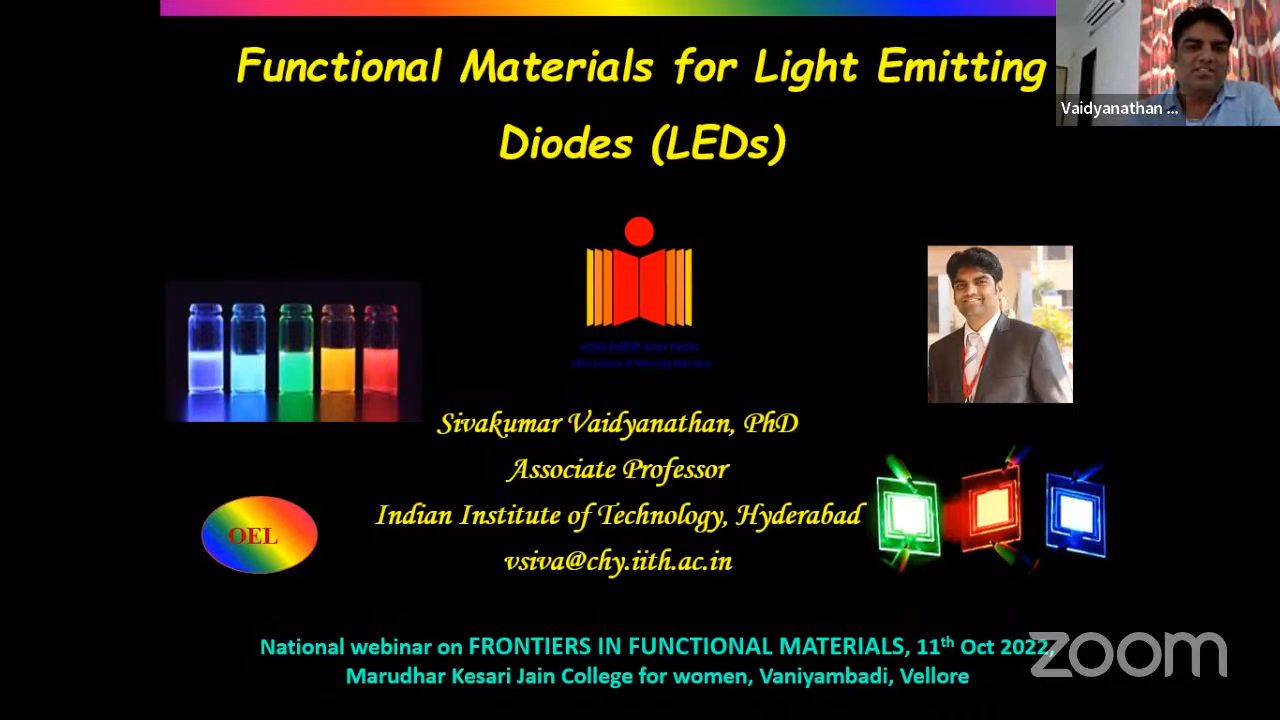 Functional Materials for Light Emitting
Diodes (LEDs)
Vaidyanathan ...
Sivakumar Vaidyanathan, PhD
Associate Professor
Indian Institute of Technology, Hyderabad
vsiva@chy.iith.ac.in
OEL
National webinar on FRONTIERS IN FUNCTIONAL MATERIALS, 11th Oct 2022,
Marudhar Kesari Jain College for women, Vaniyambadi, Vellore
zoom